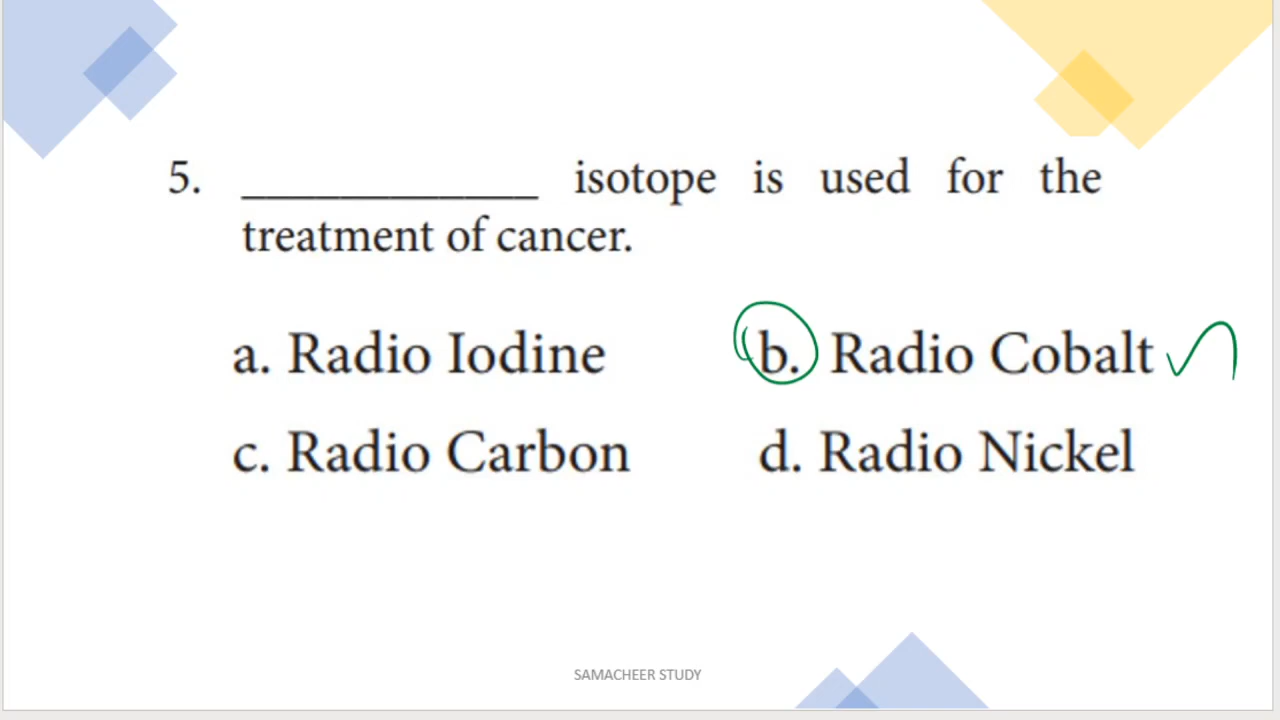 5. ____________ isotope is used for the
treatment of cancer.
a. Radio Iodine b. Radio Cobalt
c. Radio Carbon d. Radio Nickel
SAMACHEER STUDY